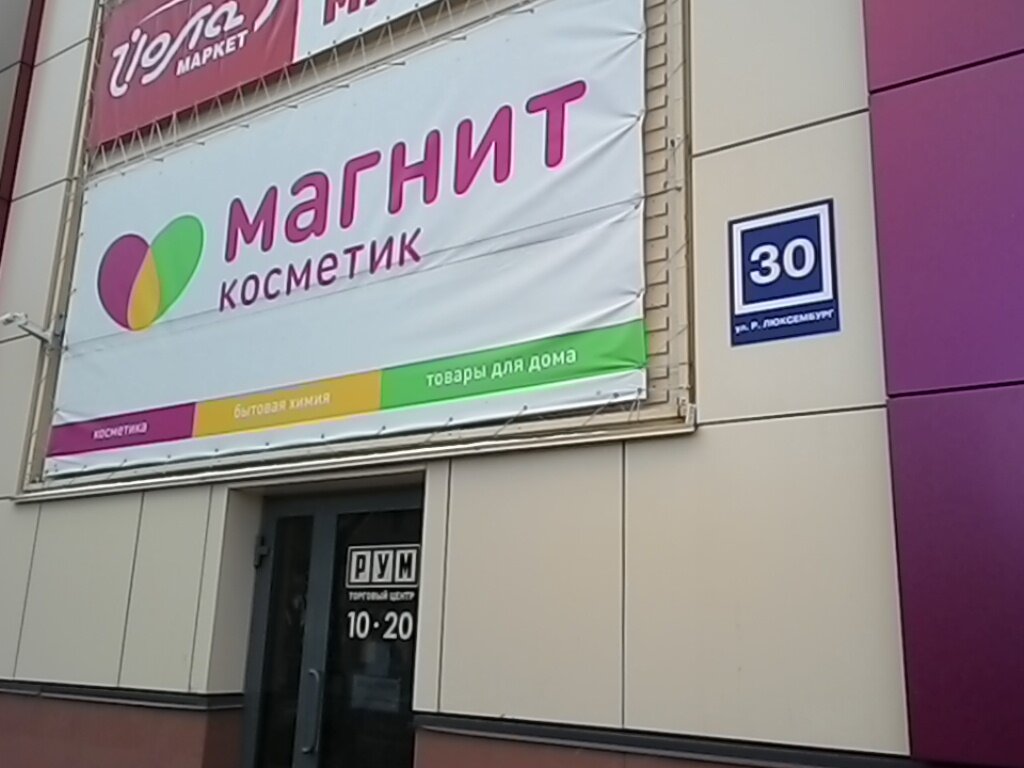 Йола
МАРКЕТ
магнит
косметик
косметика
бытовая химия
товары для дома
30
ул. Р. ЛЮКСЕМБУРГ
РУМ
ТОРГОВЫЙ ЦЕНТР
10•20